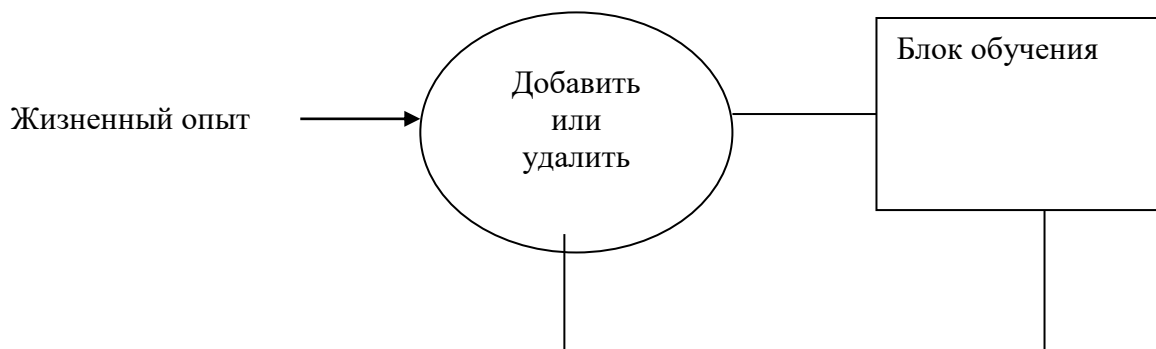 Блок обучения
Добавить
или
удалить
Жизненный опыт